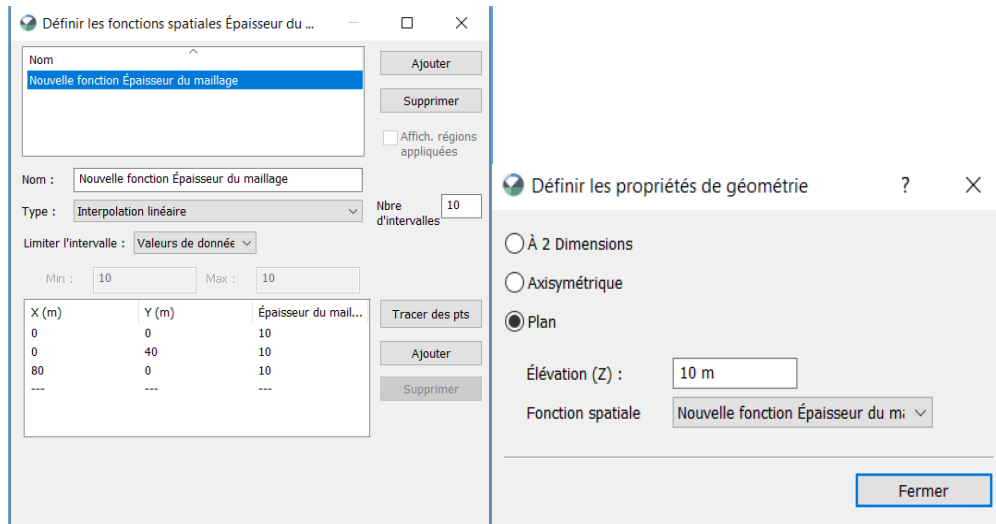 Définir les fonctions spatiales Épaisseur du ...
Nom
Nouvelle fonction Épaisseur du maillage
Ajouter
Supprimer
Affich. régions
appliquées
Nom : Nouvelle fonction Épaisseur du maillage
Type : Interpolation linéaire
Nbre
d'intervalles
10
Limiter l'intervalle : Valeurs de donnée
Min : 10 Max : 10
X (m) Y (m) Épaisseur du mail...
0 0 10
0 40 10
80 0 10
--- --- ---
Tracer des pts
Ajouter
Supprimer
Définir les propriétés de géométrie ?
À 2 Dimensions
Axisymétrique
Plan
Élévation (Z) : 10 m
Fonction spatiale Nouvelle fonction Épaisseur du ma
Fermer